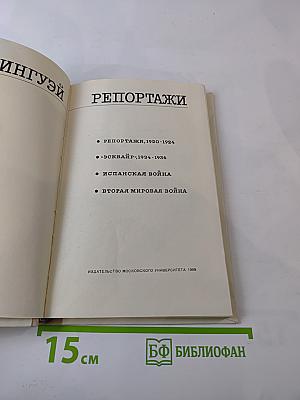 ИНГУЭЙ
РЕПОРТАЖИ
● РЕПОРТАЖИ, 1920-1924
● «ЭСКВАЙР», 1934-1936
● ИСПАНСКАЯ ВОЙНА
● ВТОРАЯ МИРОВАЯ ВОЙНА
ИЗДАТЕЛЬСТВО МОСКОВСКОГО УНИВЕРСИТЕТА
15 см
БФ БИБЛИОФАН